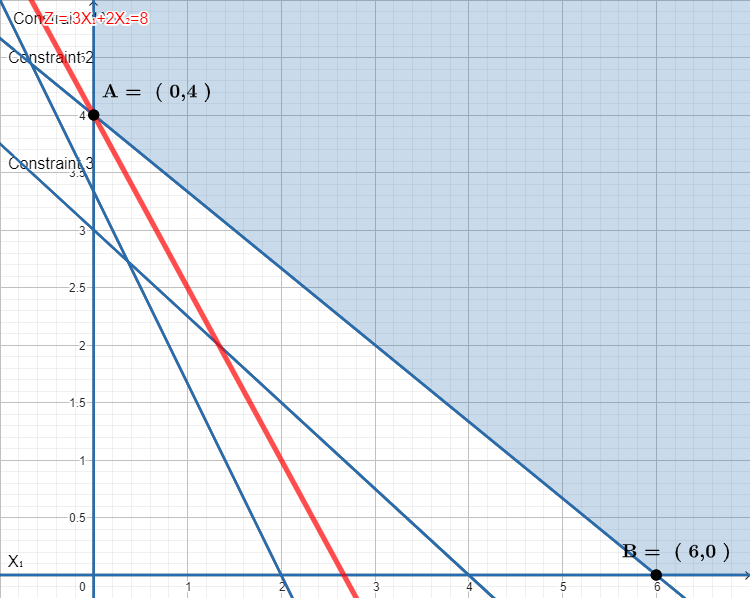 Z = 3X₁+2X₂=8
Constraint 2
A = ( 0,4 )
4
Constraint 3
3.5
3
2.5
2
1.5
1
0.5
B = ( 6,0 )
X₁
0 2 3 4 5 6